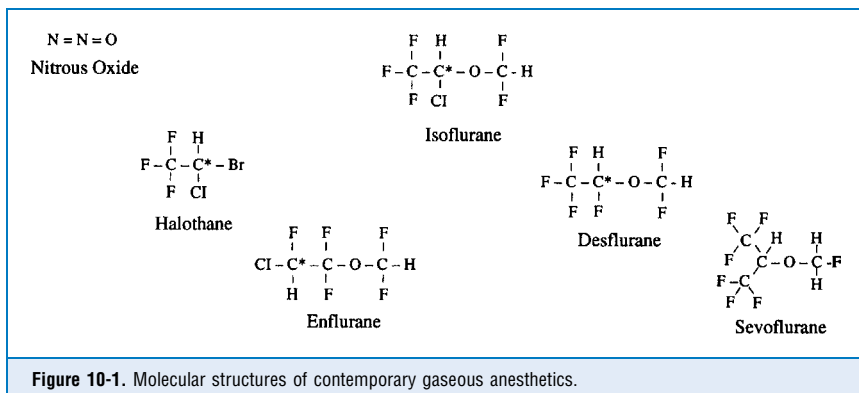 N = N = O
Nitrous Oxide
F H F
F - C - C* - O - C - H
F Cl F
Isoflurane
F H
F - C - C* - Br
F Cl
Halothane
F F F
Cl - C* - C - O - C - H
H F F
Enflurane
F H F
F - C - C* - O - C - H
F F F
Desflurane
F F
C H H
F C - O - C - F
F - C H
F F
Sevoflurane
Figure 10-1. Molecular structures of contemporary gaseous anesthetics.